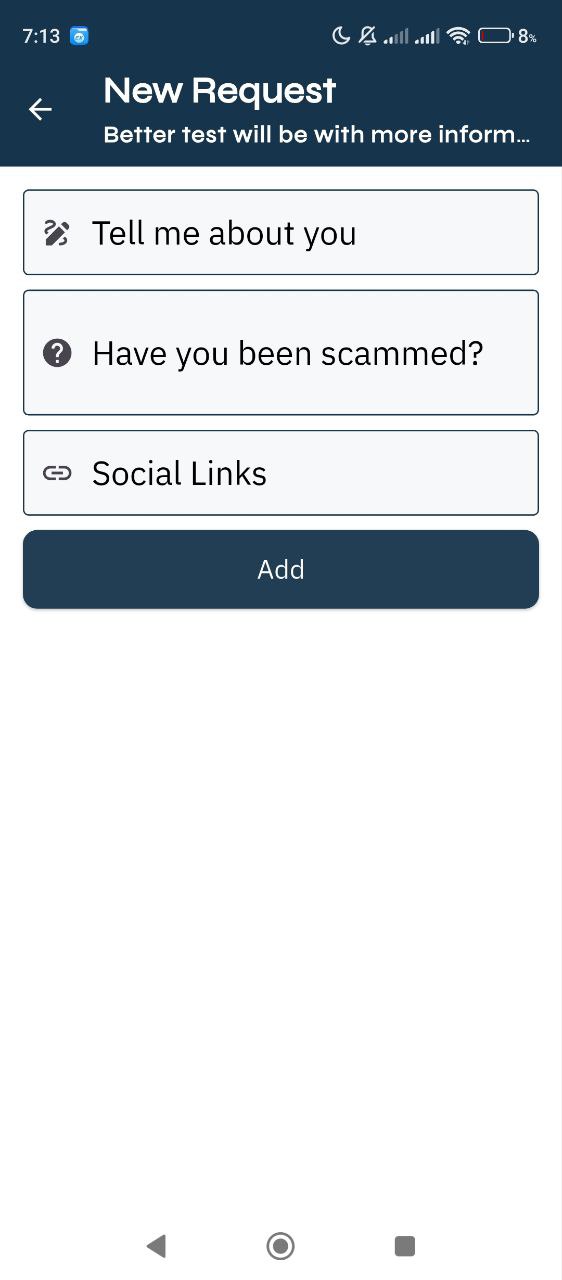 7:13
8%
New Request
Better test will be with more inform...
Tell me about you
Have you been scammed?
Social Links
Add